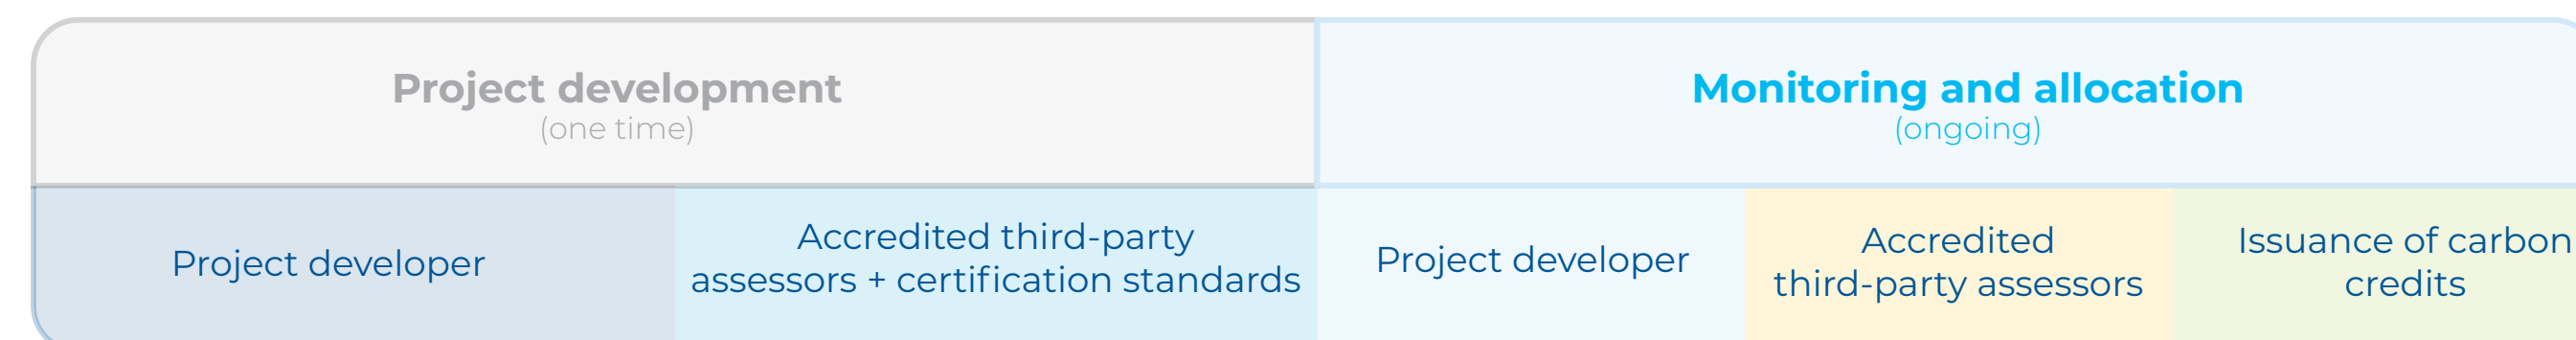 Project development
(one time)
Monitoring and allocation
(ongoing)
Project developer
Accredited third-party
assessors + certification standards
Project developer
Accredited
third-party assessors
Issuance of carbon
credits